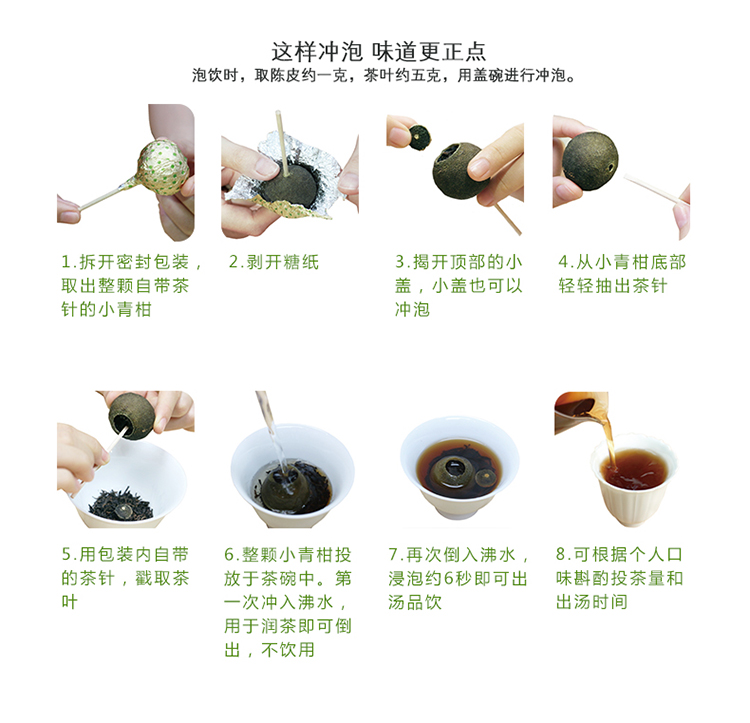 这样冲泡 味道更正点
泡饮时，取陈皮约一克，茶叶约五克，用盖碗进行冲泡。
1.拆开密封包装，
取出整颗自带茶
针的小青柑
2.剥开糖纸
3.揭开顶部的小
盖，小盖也可以
冲泡
4.从小青柑底部
轻轻抽出茶针
5.用包装内自带
的茶针，戳取茶
叶
6.整颗小青柑投
放于茶碗中。第
一次冲入沸水，
用于润茶即可倒
出，不饮用
7.再次倒入沸水，
浸泡约6秒即可出
汤品饮
8.可根据个人口
味斟酌投茶量和
出汤时间